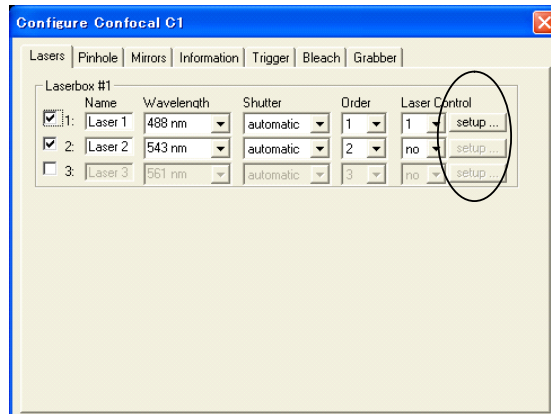 Configure Confocal C1
Lasers Pinhole Mirrors Information Trigger Bleach Grabber
Laserbox #1
Name Wavelength Shutter Order Laser Control
1: Laser 1 488 nm automatic 1 1 setup ...
2: Laser 2 543 nm automatic 2 no setup ...
3: Laser 3 561 nm automatic 3 no setup ...